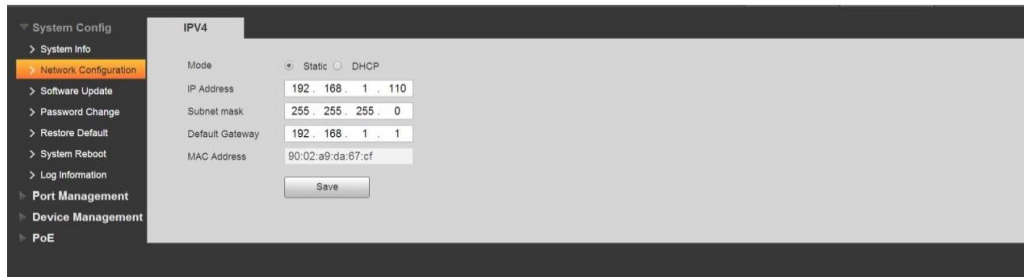 System Config
System Info
Network Configuration
Software Update
Password Change
Restore Default
System Reboot
Log Information
Port Management
Device Management
PoE
IPV4
Mode Static DHCP
IP Address 192 . 168 . 1 . 110
Subnet mask 255 . 255 . 255 . 0
Default Gateway 192 . 168 . 1 . 1
MAC Address 90:02:a9:da:67:cf
Save